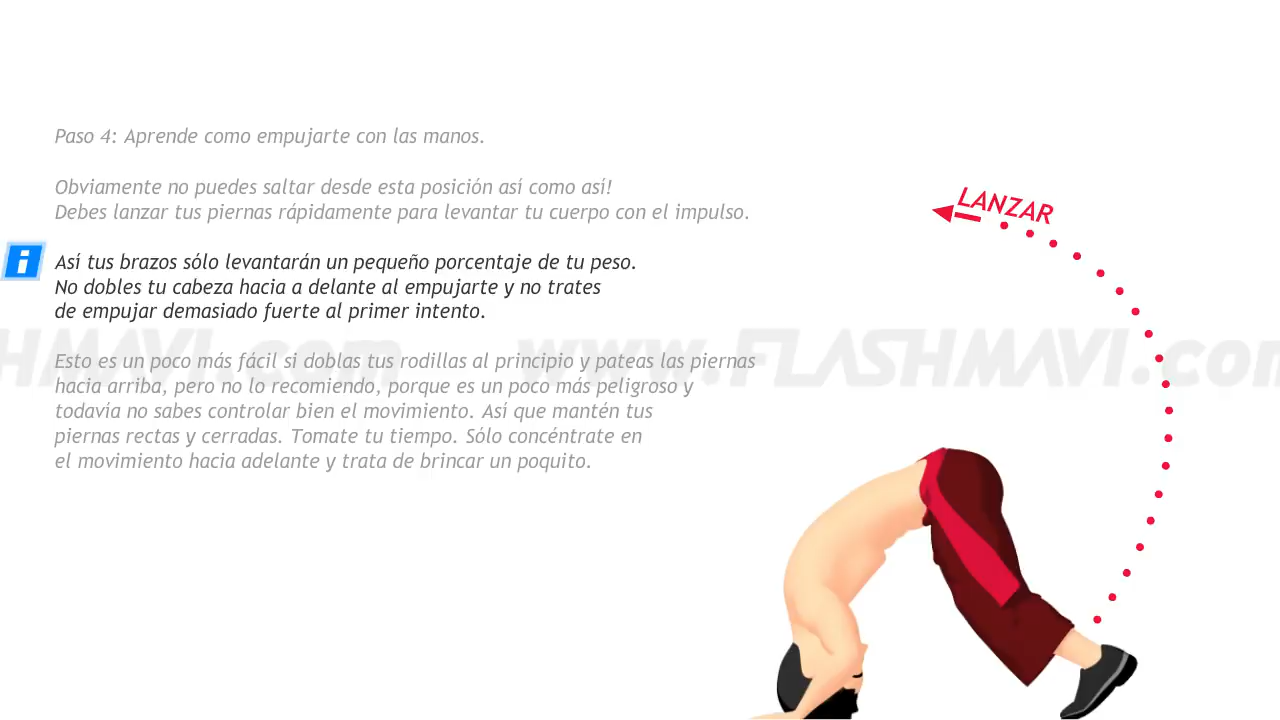 Paso 4: Aprende como empujarte con las manos.
Obviamente no puedes saltar desde esta posición así como así!
Debes lanzar tus piernas rápidamente para levantar tu cuerpo con el impulso.
LANZAR
i
Así tus brazos sólo levantarán un pequeño porcentaje de tu peso.
No dobles tu cabeza hacia a delante al empujarte y no trates
de empujar demasiado fuerte al primer intento.
HMAVI.com www.FLASHMAVI.com
Esto es un poco más fácil si doblas tus rodillas al principio y pateas las piernas
hacia arriba, pero no lo recomiendo, porque es un poco más peligroso y
todavía no sabes controlar bien el movimiento. Así que mantén tus
piernas rectas y cerradas. Tomate tu tiempo. Sólo concéntrate en
el movimiento hacia adelante y trata de brincar un poquito.